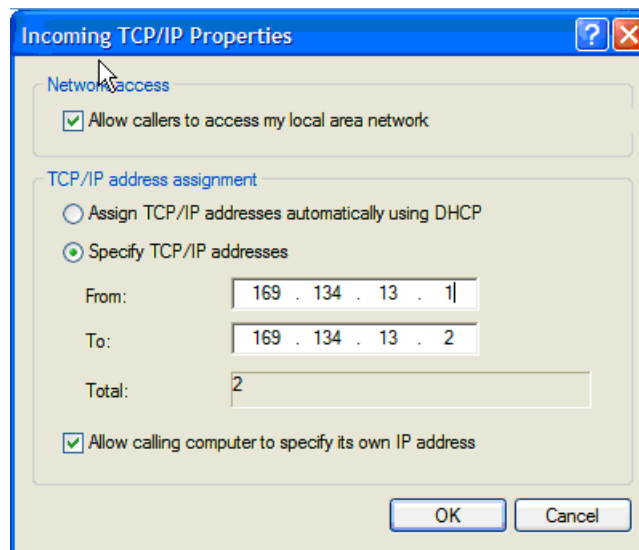 Incoming TCP/IP Properties
Network access
Allow callers to access my local area network
TCP/IP address assignment
Assign TCP/IP addresses automatically using DHCP
Specify TCP/IP addresses
From: 169 . 134 . 13 . 1
To: 169 . 134 . 13 . 2
Total: 2
Allow calling computer to specify its own IP address
OK Cancel